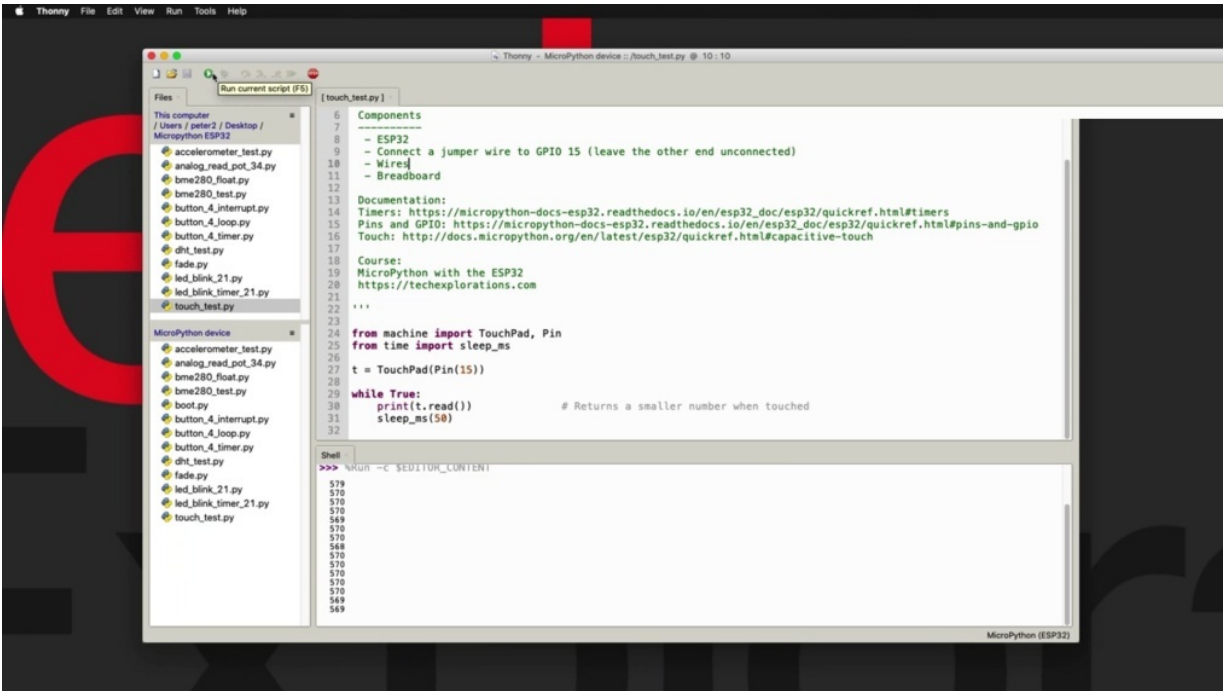 Thonny File Edit View Run Tools Help
Thonny - MicroPython device :: /touch_test.py @ 10 : 10
Run current script (F5)
Files
This computer
/ Users / peter2 / Desktop /
Micropython ESP32
accelerometer_test.py
analog_read_pot_34.py
bme280_float.py
bme280_test.py
button_4_interrupt.py
button_4_loop.py
button_4_timer.py
dht_test.py
fade.py
led_blink_21.py
led_blink_timer_21.py
touch_test.py
MicroPython device
accelerometer_test.py
analog_read_pot_34.py
bme280_float.py
bme280_test.py
boot.py
button_4_interrupt.py
button_4_loop.py
button_4_timer.py
dht_test.py
fade.py
led_blink_21.py
led_blink_timer_21.py
touch_test.py
[ touch_test.py ]
6 Components
7 ----------
8 - ESP32
9 - Connect a jumper wire to GPIO 15 (leave the other end unconnected)
10 - Wires
11 - Breadboard
12
13 Documentation:
14 Timers: https://micropython-docs-esp32.readthedocs.io/en/esp32_doc/esp32/quickref.html#timers
15 Pins and GPIO: https://micropython-docs-esp32.readthedocs.io/en/esp32_doc/esp32/quickref.html#pins-and-gpio
16 Touch: http://docs.micropython.org/en/latest/esp32/quickref.html#capacitive-touch
17
18 Course:
19 MicroPython with the ESP32
20 https://techexplorations.com
21
22 '''
23
24 from machine import TouchPad, Pin
25 from time import sleep_ms
26
27 t = TouchPad(Pin(15))
28
29 while True:
30 print(t.read()) # Returns a smaller number when touched
31 sleep_ms(50)
32
Shell
>>> %Run -c $EDITOR_CONTENT
579
570
570
570
569
570
570
568
570
570
570
570
570
569
569
MicroPython (ESP32)